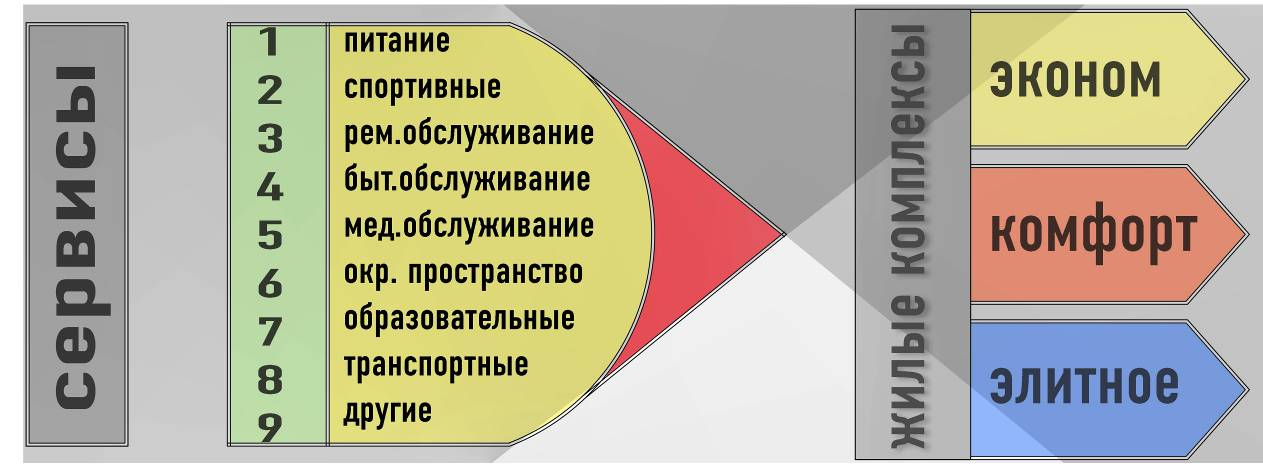 сервисы
1 питание
2 спортивные
3 рем.обслуживание
4 быт.обслуживание
5 мед.обслуживание
6 окр. пространство
7 образовательные
8 транспортные
9 другие
жилые комплексы
эконом
комфорт
элитное